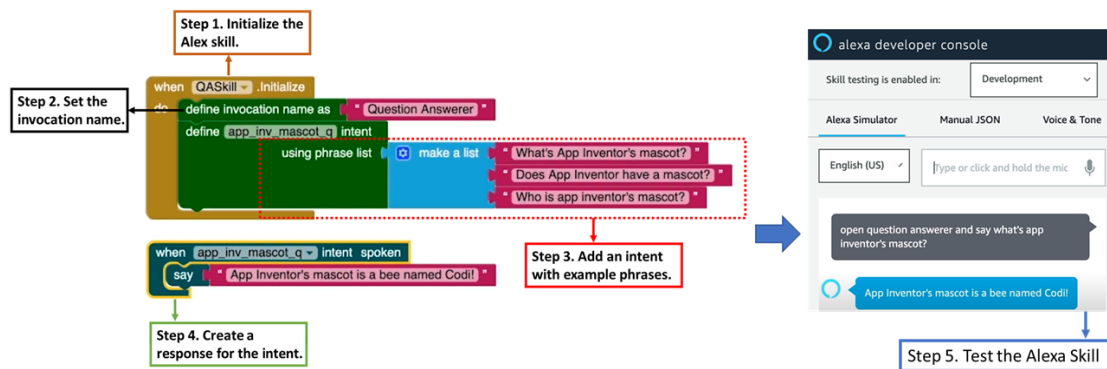 Step 1. Initialize the
Alex skill.
when QASkill .Initialize
Step 2. Set the
invocation name.
do define invocation name as " Question Answerer "
define app_inv_mascot_q intent
using phrase list make a list " What's App Inventor's mascot? "
" Does App Inventor have a mascot? "
" Who is app inventor's mascot? "
when app_inv_mascot_q intent spoken
say " App Inventor's mascot is a bee named Codi! "
Step 3. Add an intent
with example phrases.
Step 4. Create a
response for the intent.
alexa developer console
Skill testing is enabled in: Development
Alexa Simulator Manual JSON Voice & Tone
English (US) Type or click and hold the mic
open question answerer and say what's app
inventor's mascot?
App Inventor's mascot is a bee named Codi!
Step 5. Test the Alexa Skill